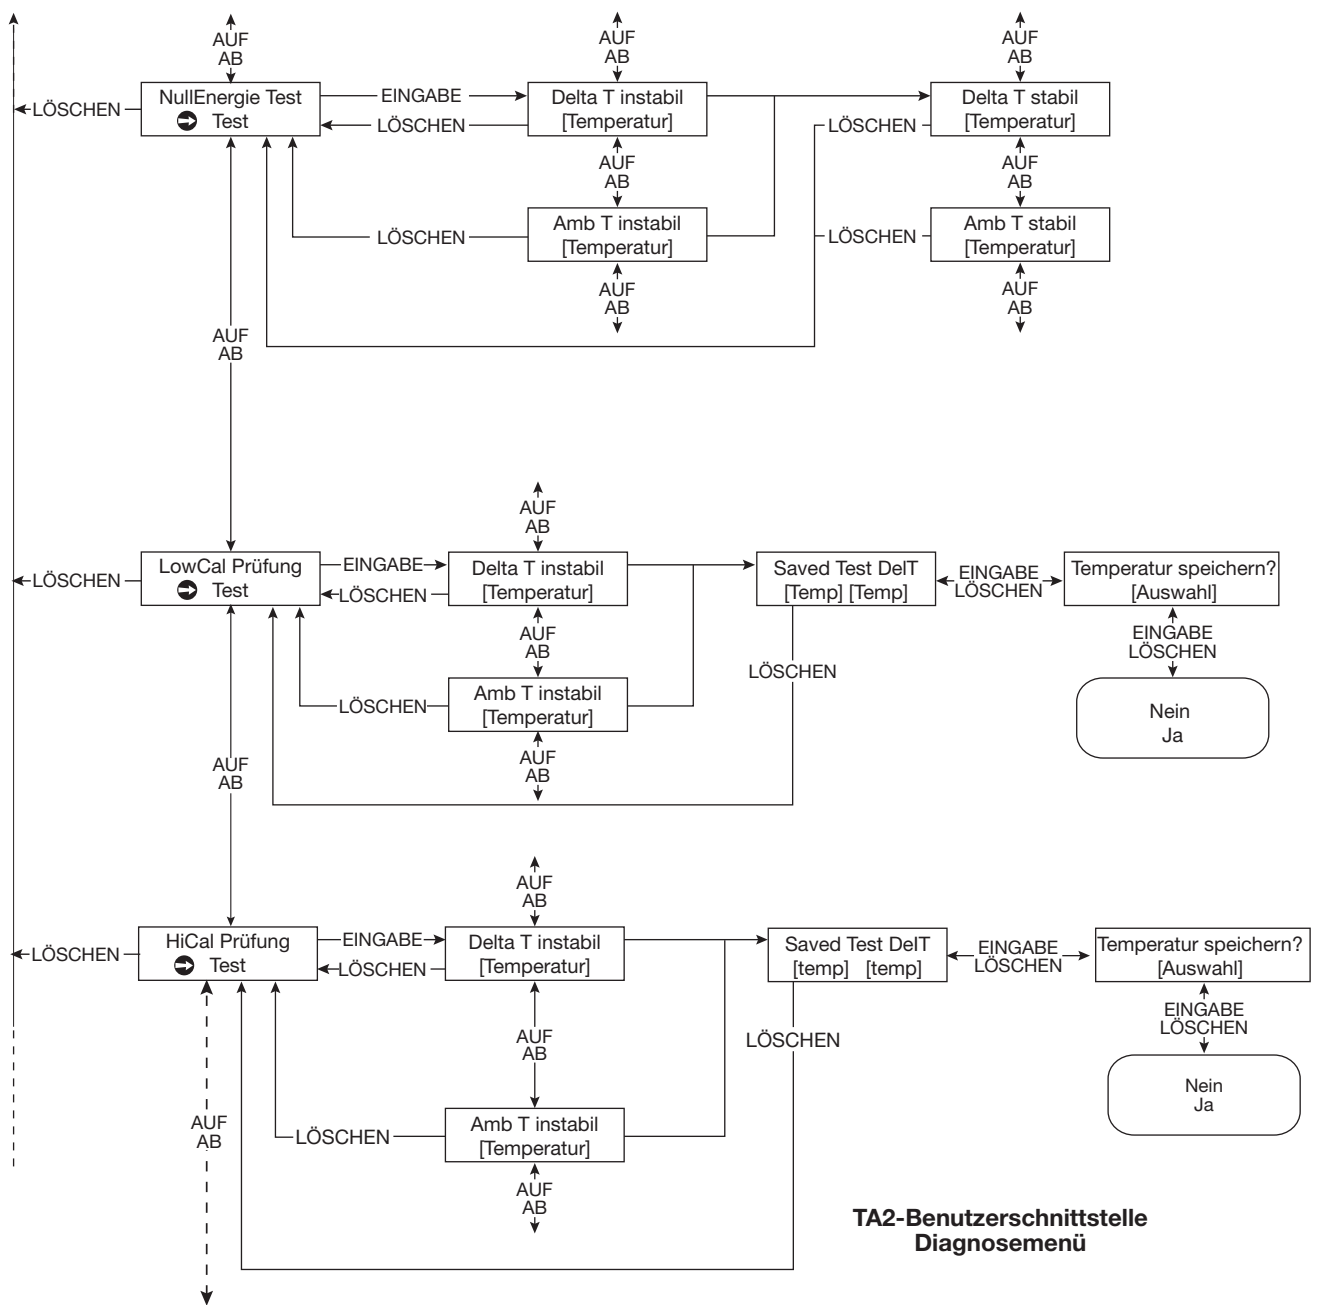 AUF
AB
AUF
AB
AUF
AB
LÖSCHEN
NullEnergie Test
Test
EINGABE
LÖSCHEN
Delta T instabil
[Temperatur]
LÖSCHEN
Delta T stabil
[Temperatur]
AUF
AB
AUF
AB
LÖSCHEN
Amb T instabil
[Temperatur]
LÖSCHEN
Amb T stabil
[Temperatur]
AUF
AB
AUF
AB
AUF
AB
AUF
AB
LÖSCHEN
LowCal Prüfung
Test
EINGABE
LÖSCHEN
Delta T instabil
[Temperatur]
Saved Test DelT
[Temp] [Temp]
EINGABE
LÖSCHEN
Temperatur speichern?
[Auswahl]
AUF
AB
EINGABE
LÖSCHEN
LÖSCHEN
LÖSCHEN
Amb T instabil
[Temperatur]
Nein
Ja
AUF
AB
AUF
AB
AUF
AB
LÖSCHEN
HiCal Prüfung
Test
EINGABE
LÖSCHEN
Delta T instabil
[Temperatur]
Saved Test DelT
[temp] [temp]
EINGABE
LÖSCHEN
Temperatur speichern?
[Auswahl]
EINGABE
LÖSCHEN
AUF
AB
LÖSCHEN
Nein
Ja
AUF
AB
LÖSCHEN
Amb T instabil
[Temperatur]
AUF
AB
TA2-Benutzerschnittstelle
Diagnosemenü